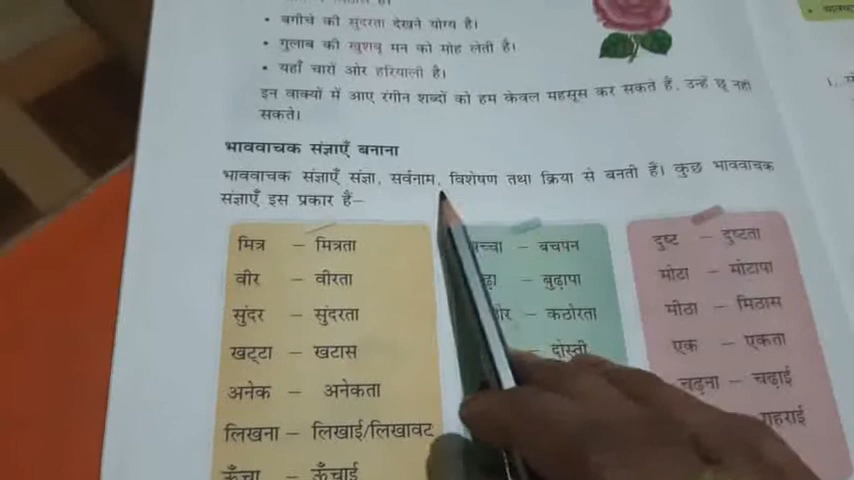 • बगीचे की सुंदरता देखने योग्य है।
• गुलाब की खुशबू मन को मोह लेती है।
• यहाँ चारों ओर हरियाली है।
इन वाक्यों में आए रंगीन शब्दों को हम केवल महसूस कर सकते हैं, उन्हें छू नहीं
सकते।
भाववाचक संज्ञाएँ बनाना
भाववाचक संज्ञाएँ संज्ञा, सर्वनाम, विशेषण तथा क्रिया से बनती हैं। कुछ भाववाचक
संज्ञाएँ इस प्रकार हैं–
मित्र – मित्रता
वीर – वीरता
सुंदर – सुंदरता
खट्टा – खटास
अनेक – अनेकता
लिखना – लिखाई/लिखावट
ऊँचा – ऊँचाई
– बचपन
– बुढ़ापा
– कठोरता
– दोस्ती
दुष्ट – दुष्टता
मोटा – मोटापा
मीठा – मिठास
एक – एकता
चढ़ना – चढ़ाई
गहराई